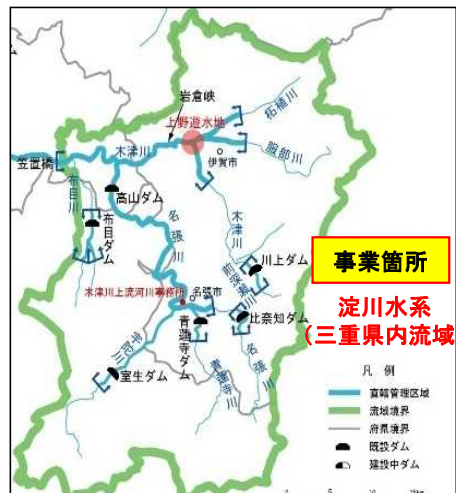 岩倉峡
上野遊水地
柘植川
服部川
伊賀市
木津川
笠置橋
布目川
高山ダム
布目ダム
名張川
木津川
川上ダム
前深瀬川
木津川上流河川事務所
名張市
比奈知ダム
青蓮寺ダム
宇陀川
室生ダム
青蓮寺川
名張川
事業箇所
淀川水系
(三重県内流域
凡 例
直轄管理区域
流域境界
府県境界
既設ダム
建設中ダム